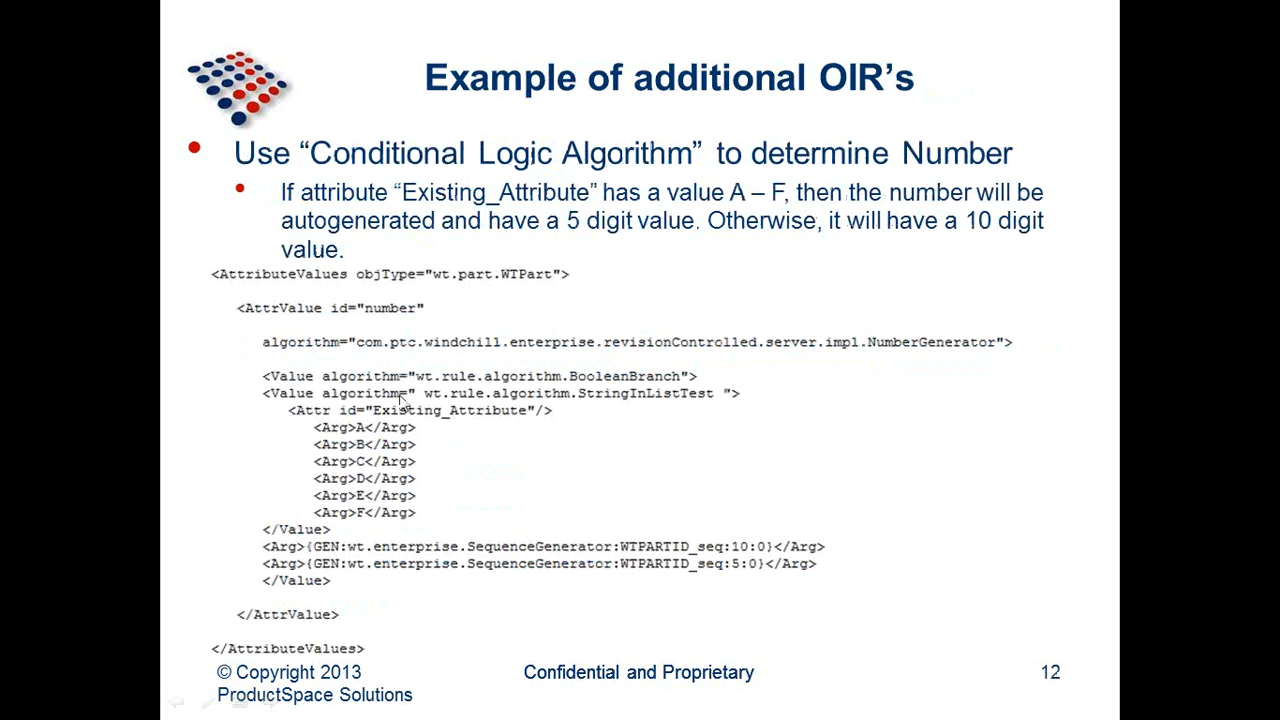 Example of additional OIR’s
Use “Conditional Logic Algorithm” to determine Number
If attribute “Existing_Attribute” has a value A – F, then the number will be
autogenerated and have a 5 digit value. Otherwise, it will have a 10 digit
value.
<AttributeValues objType="wt.part.WTPart">
<AttrValue id="number"
algorithm="com.ptc.windchill.enterprise.revisionControlled.server.impl.NumberGenerator">
<Value algorithm="wt.rule.algorithm.BooleanBranch">
<Value algorithm=" wt.rule.algorithm.StringInListTest ">
<Attr id="Existing_Attribute"/>
<Arg>A</Arg>
<Arg>B</Arg>
<Arg>C</Arg>
<Arg>D</Arg>
<Arg>E</Arg>
<Arg>F</Arg>
</Value>
<Arg>{GEN:wt.enterprise.SequenceGenerator:WTPARTID_seq:10:0}</Arg>
<Arg>{GEN:wt.enterprise.SequenceGenerator:WTPARTID_seq:5:0}</Arg>
</Value>
</AttrValue>
</AttributeValues>
© Copyright 2013
ProductSpace Solutions
Confidential and Proprietary
12